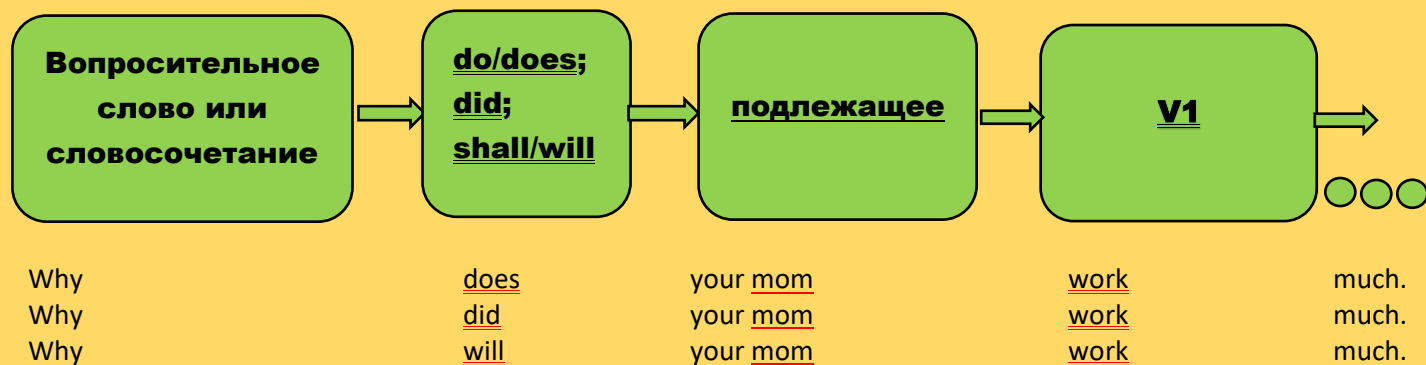 Вопросительное
слово или
словосочетание
do/does;
did;
shall/will
подлежащее
V1
Why does your mom work much.
Why did your mom work much.
Why will your mom work much.